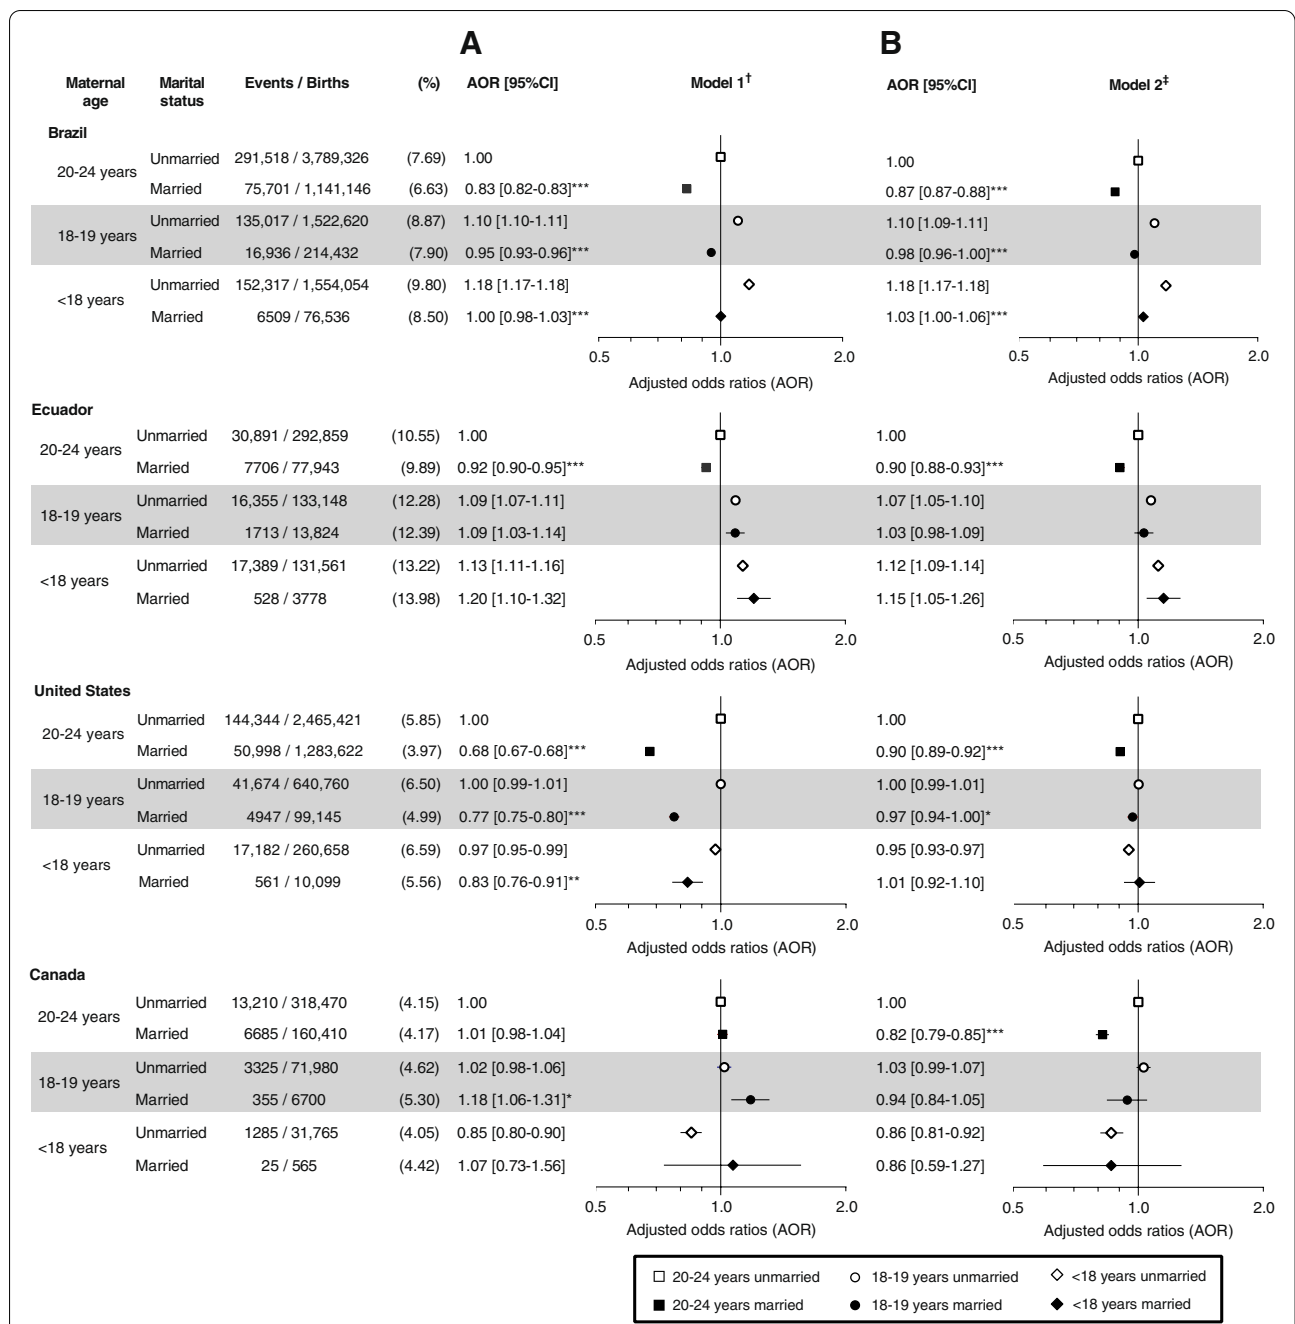 A B
Maternal age Marital status Events / Births (%) AOR [95%CI] Model 1† AOR [95%CI] Model 2‡
Brazil
20-24 years
Unmarried 291,518 / 3,789,326 (7.69) 1.00 1.00
Married 75,701 / 1,141,146 (6.63) 0.83 [0.82-0.83]*** 0.87 [0.87-0.88]***
18-19 years
Unmarried 135,017 / 1,522,620 (8.87) 1.10 [1.10-1.11] 1.10 [1.09-1.11]
Married 16,936 / 214,432 (7.90) 0.95 [0.93-0.96]*** 0.98 [0.96-1.00]***
<18 years
Unmarried 152,317 / 1,554,054 (9.80) 1.18 [1.17-1.18] 1.18 [1.17-1.18]
Married 6509 / 76,536 (8.50) 1.00 [0.98-1.03]*** 1.03 [1.00-1.06]***
0.5 1.0 2.0 0.5 1.0 2.0
Adjusted odds ratios (AOR) Adjusted odds ratios (AOR)
Ecuador
20-24 years
Unmarried 30,891 / 292,859 (10.55) 1.00 1.00
Married 7706 / 77,943 (9.89) 0.92 [0.90-0.95]*** 0.90 [0.88-0.93]***
18-19 years
Unmarried 16,355 / 133,148 (12.28) 1.09 [1.07-1.11] 1.07 [1.05-1.10]
Married 1713 / 13,824 (12.39) 1.09 [1.03-1.14] 1.03 [0.98-1.09]
<18 years
Unmarried 17,389 / 131,561 (13.22) 1.13 [1.11-1.16] 1.12 [1.09-1.14]
Married 528 / 3778 (13.98) 1.20 [1.10-1.32] 1.15 [1.05-1.26]
0.5 1.0 2.0 0.5 1.0 2.0
Adjusted odds ratios (AOR) Adjusted odds ratios (AOR)
United States
20-24 years
Unmarried 144,344 / 2,465,421 (5.85) 1.00 1.00
Married 50,998 / 1,283,622 (3.97) 0.68 [0.67-0.68]*** 0.90 [0.89-0.92]***
18-19 years
Unmarried 41,674 / 640,760 (6.50) 1.00 [0.99-1.01] 1.00 [0.99-1.01]
Married 4947 / 99,145 (4.99) 0.77 [0.75-0.80]*** 0.97 [0.94-1.00]*
<18 years
Unmarried 17,182 / 260,658 (6.59) 0.97 [0.95-0.99] 0.95 [0.93-0.97]
Married 561 / 10,099 (5.56) 0.83 [0.76-0.91]** 1.01 [0.92-1.10]
0.5 1.0 2.0 0.5 1.0 2.0
Adjusted odds ratios (AOR) Adjusted odds ratios (AOR)
Canada
20-24 years
Unmarried 13,210 / 318,470 (4.15) 1.00 1.00
Married 6685 / 160,410 (4.17) 1.01 [0.98-1.04] 0.82 [0.79-0.85]***
18-19 years
Unmarried 3325 / 71,980 (4.62) 1.02 [0.98-1.06] 1.03 [0.99-1.07]
Married 355 / 6700 (5.30) 1.18 [1.06-1.31]* 0.94 [0.84-1.05]
<18 years
Unmarried 1285 / 31,765 (4.05) 0.85 [0.80-0.90] 0.86 [0.81-0.92]
Married 25 / 565 (4.42) 1.07 [0.73-1.56] 0.86 [0.59-1.27]
0.5 1.0 2.0 0.5 1.0 2.0
Adjusted odds ratios (AOR) Adjusted odds ratios (AOR)
20-24 years unmarried 18-19 years unmarried <18 years unmarried
20-24 years married 18-19 years married <18 years married